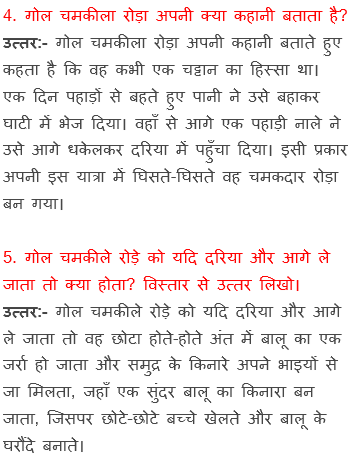 4. गोल चमकीला रोड़ा अपनी क्या कहानी बताता है?
उत्तर:- गोल चमकीला रोड़ा अपनी कहानी बताते हुए
कहता है कि वह कभी एक चट्टान का हिस्सा था।
एक दिन पहाड़ों से बहते हुए पानी ने उसे बहाकर
घाटी में भेज दिया। वहाँ से आगे एक पहाड़ी नाले ने
उसे आगे धकेलकर दरिया में पहुँचा दिया। इसी प्रकार
अपनी इस यात्रा में घिसते-घिसते वह चमकदार रोड़ा
बन गया।
5. गोल चमकीले रोड़े को यदि दरिया और आगे ले
जाता तो क्या होता? विस्तार से उत्तर लिखो।
उत्तर:- गोल चमकीले रोड़े को यदि दरिया और आगे
ले जाता तो वह छोटा होते-होते अंत में बालू का एक
जर्रा हो जाता और समुद्र के किनारे अपने भाइयों से
जा मिलता, जहाँ एक सुंदर बालू का किनारा बन
जाता, जिसपर छोटे-छोटे बच्चे खेलते और बालू के
घरौंदे बनाते।